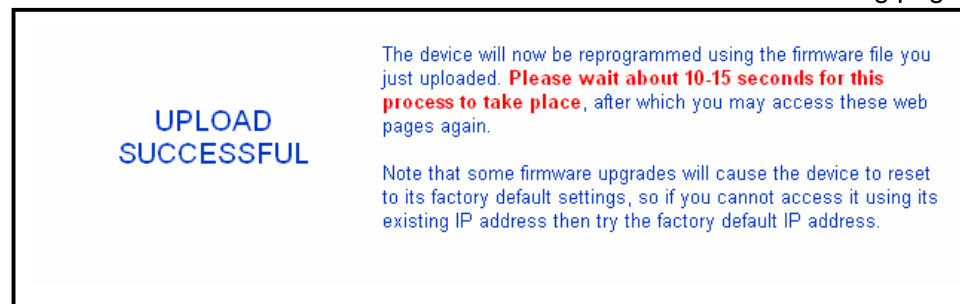 UPLOAD
SUCCESSFUL
The device will now be reprogrammed using the firmware file you
just uploaded. Please wait about 10-15 seconds for this
process to take place, after which you may access these web
pages again.
Note that some firmware upgrades will cause the device to reset
to its factory default settings, so if you cannot access it using its
existing IP address then try the factory default IP address.